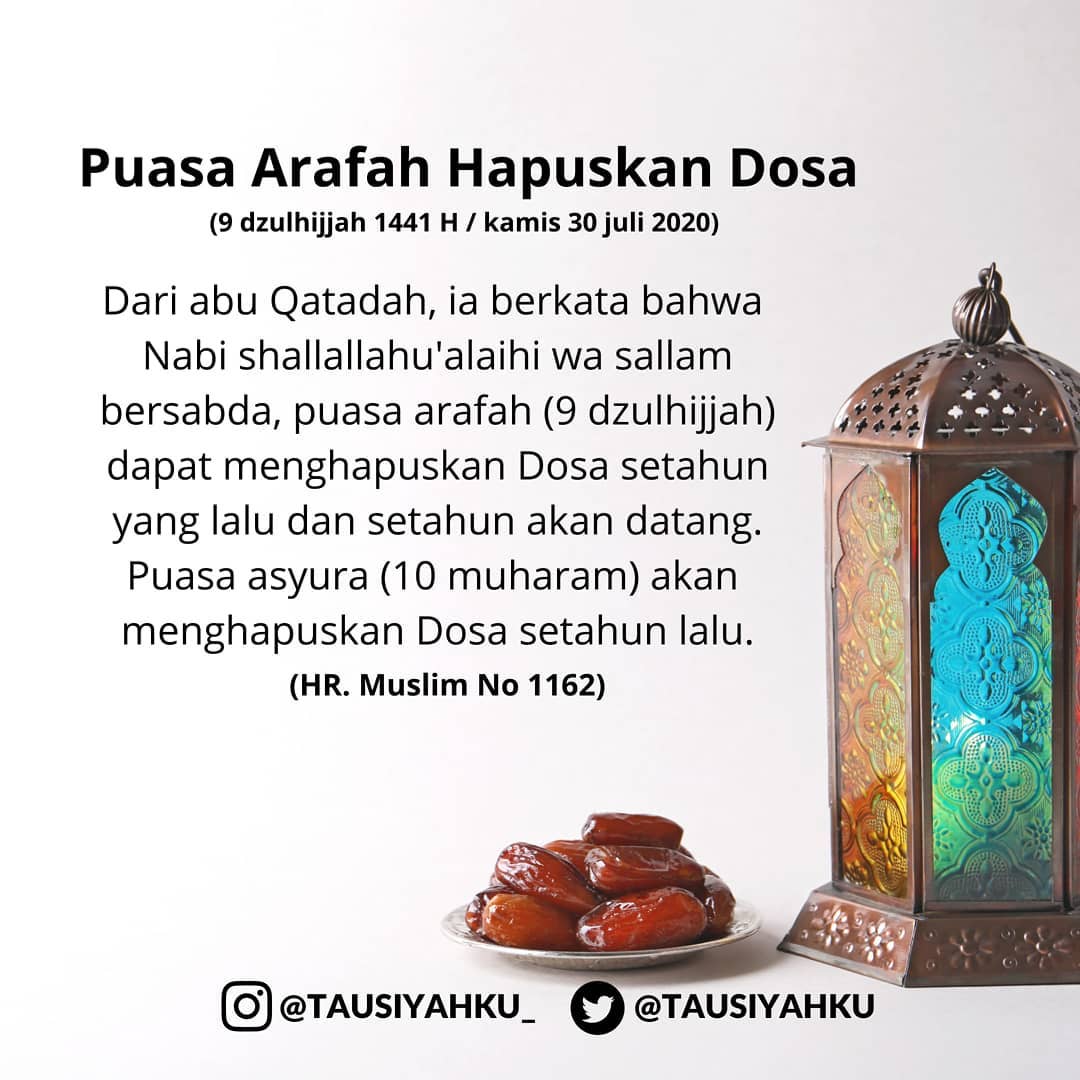 Puasa Arafah Hapuskan Dosa
(9 dzulhijjah 1441 H / kamis 30 juli 2020)
Dari abu Qatadah, ia berkata bahwa
Nabi shallallahu'alaihi wa sallam
bersabda, puasa arafah (9 dzulhijjah)
dapat menghapuskan Dosa setahun
yang lalu dan setahun akan datang.
Puasa asyura (10 muharam) akan
menghapuskan Dosa setahun lalu.
(HR. Muslim No 1162)
@TAUSIYAHKU_ @TAUSIYAHKU